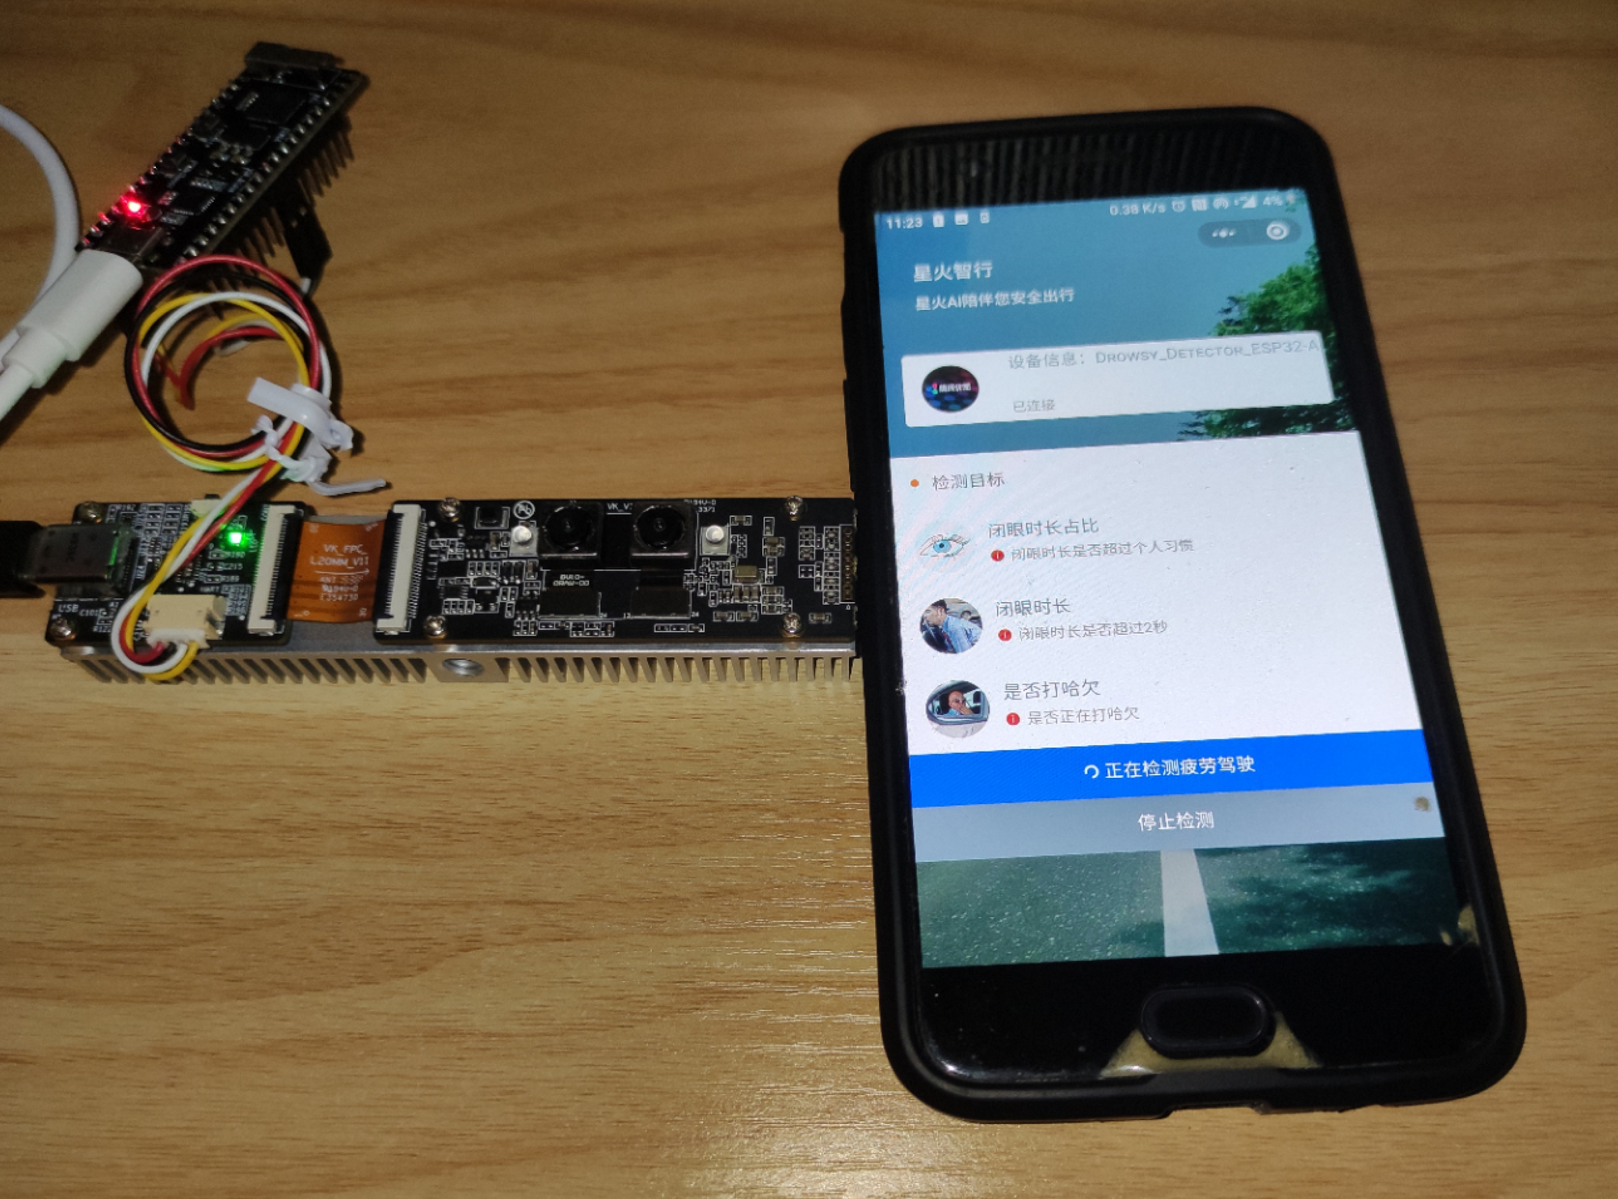 11:23
0.38 K/s
4%
星火智行
星火AI陪伴您安全出行
设备信息：Drowsy_Detector_ESP32-A
已连接
检测目标
闭眼时长占比
闭眼时长是否超过个人习惯
闭眼时长
闭眼时长是否超过2秒
是否打哈欠
是否正在打哈欠
正在检测疲劳驾驶
停止检测
VK_FPC_
L20MM_V11
USB